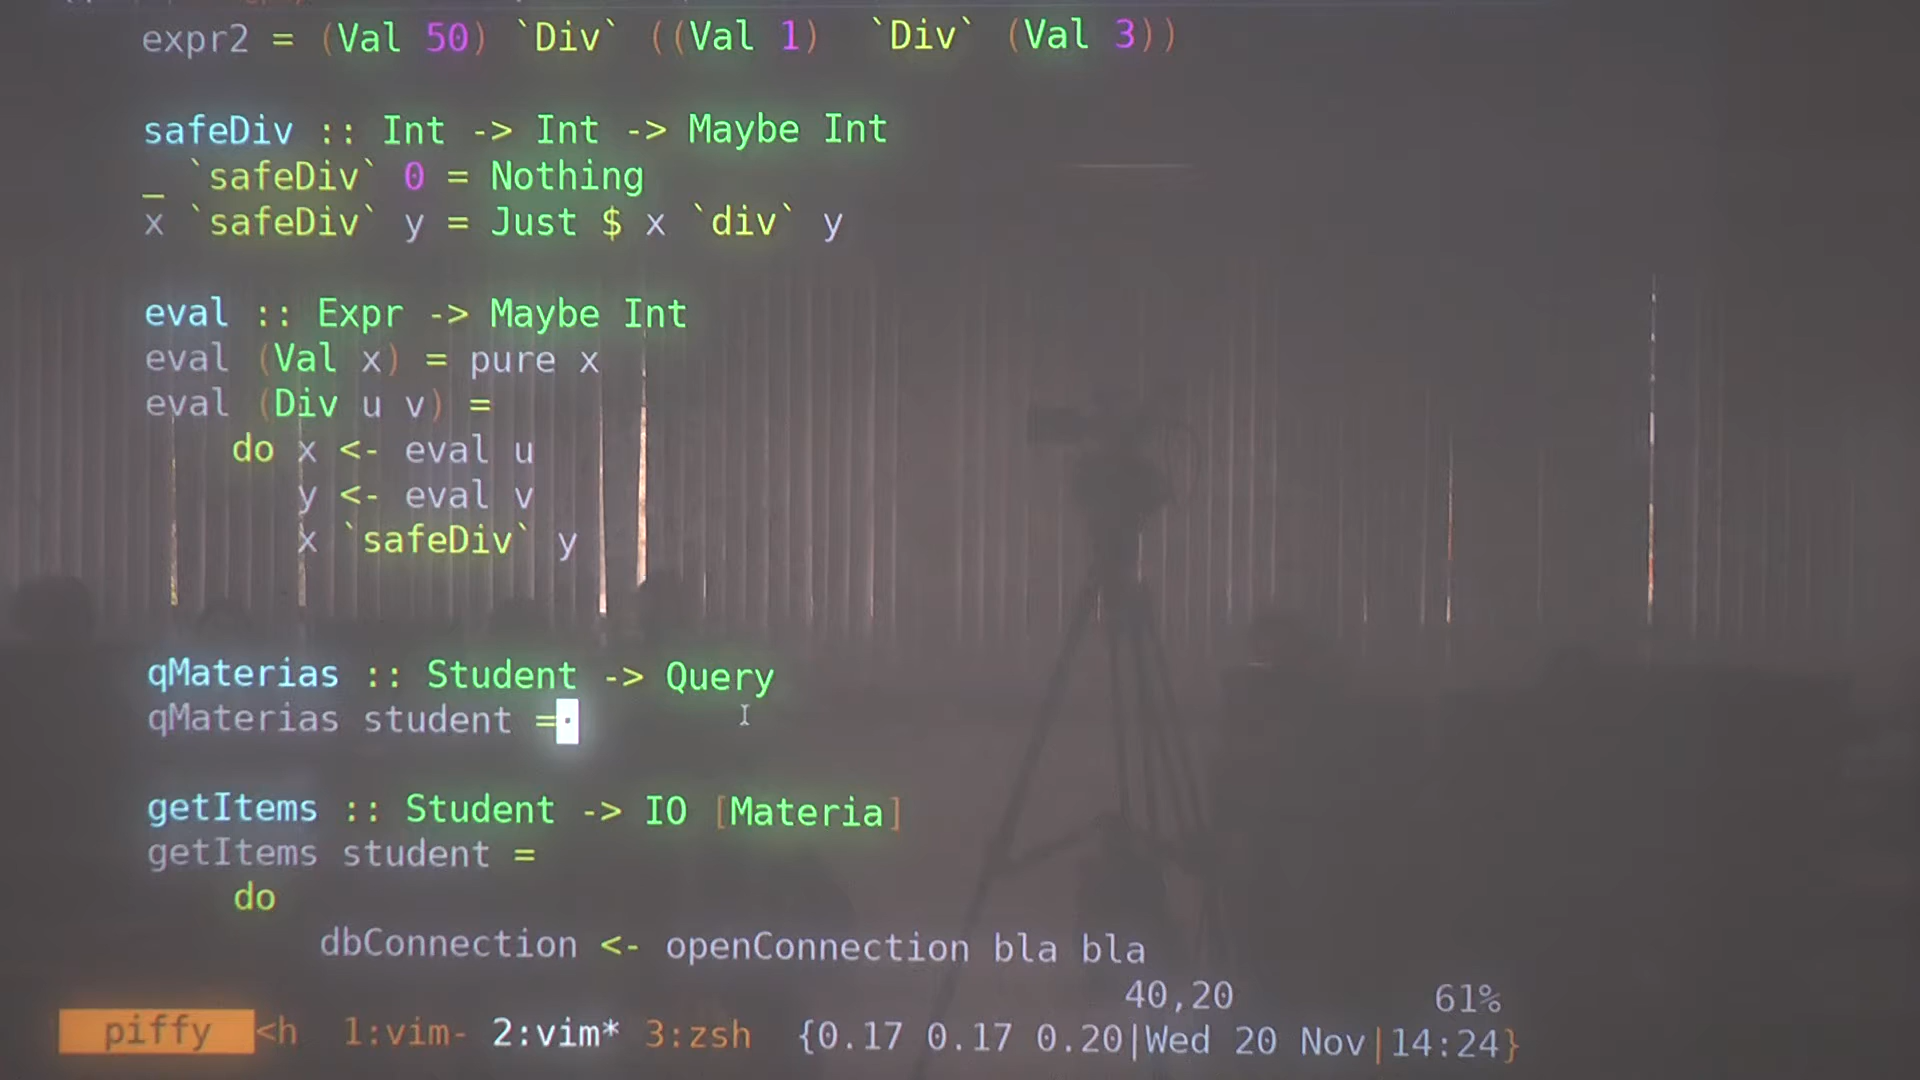 expr2 = (Val 50) `Div` ((Val 1) `Div` (Val 3))
safeDiv :: Int -> Int -> Maybe Int
_ `safeDiv` 0 = Nothing
x `safeDiv` y = Just $ x `div` y
eval :: Expr -> Maybe Int
eval (Val x) = pure x
eval (Div u v) =
do x <- eval u
y <- eval v
x `safeDiv` y
qMaterias :: Student -> Query
qMaterias student =
getItems :: Student -> IO [Materia]
getItems student =
do
dbConnection <- openConnection bla bla
40,20 61%
piffy <h 1:vim- 2:vim* 3:zsh {0.17 0.17 0.20|Wed 20 Nov|14:24}